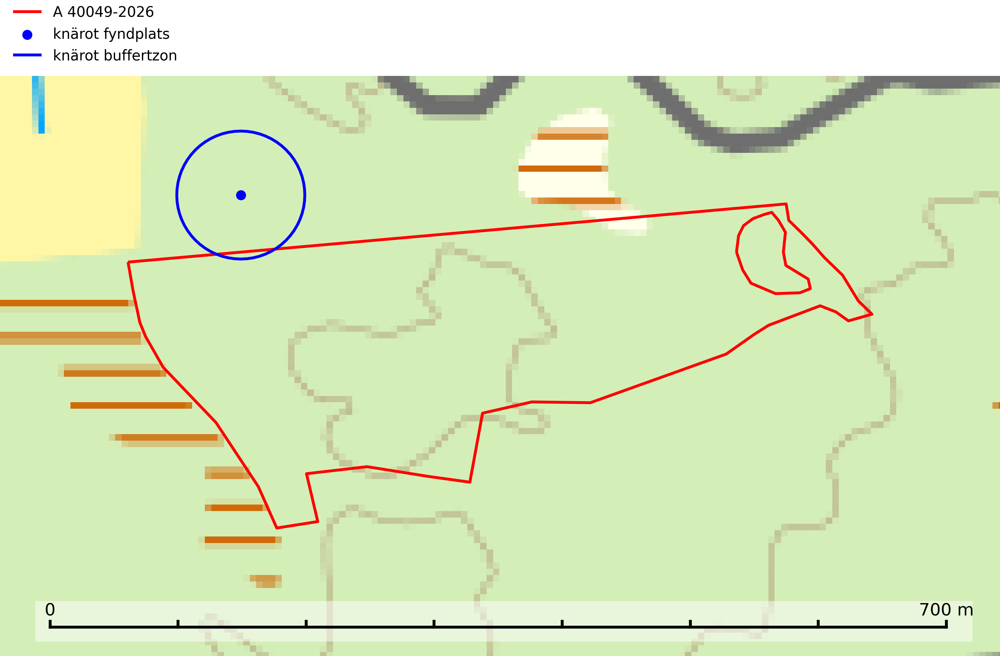 A 40049-2026
knärot fyndplats
knärot buffertzon
0
700 m